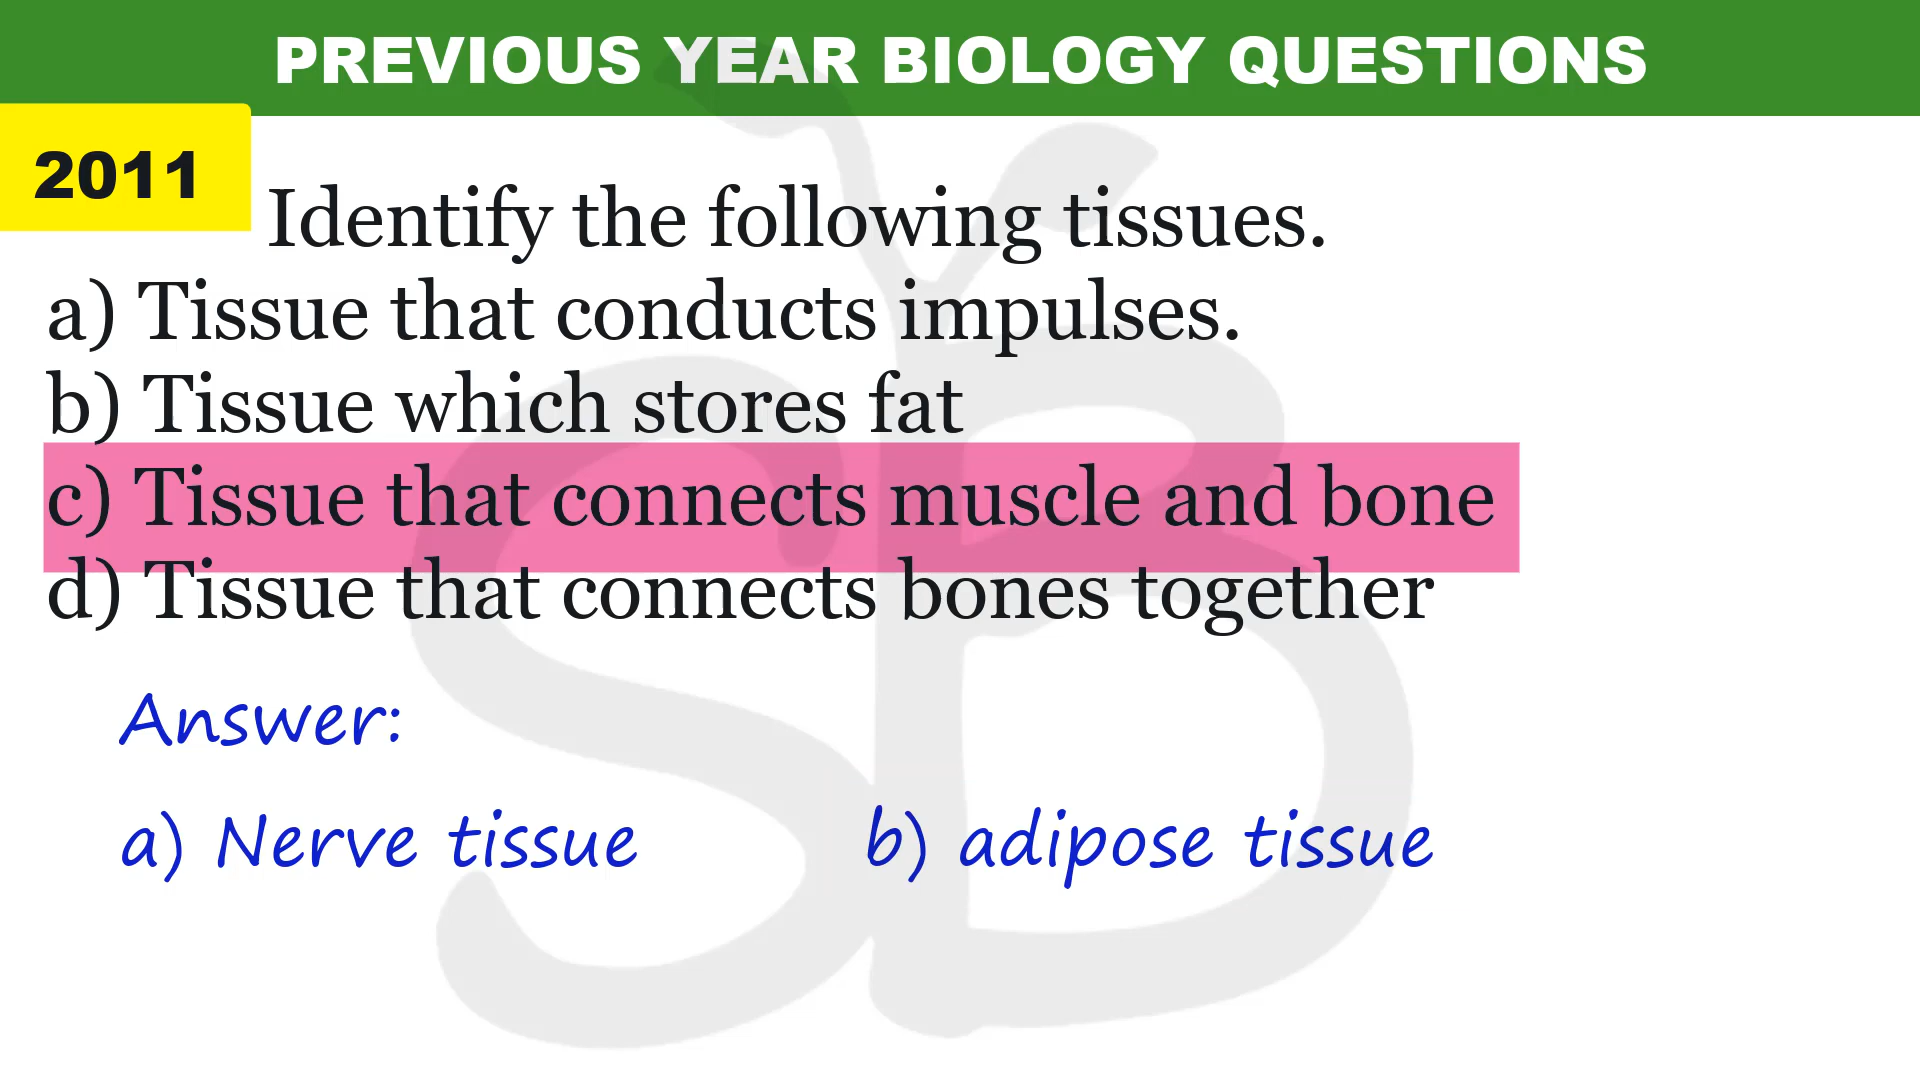 PREVIOUS YEAR BIOLOGY QUESTIONS
2011
Identify the following tissues.
a) Tissue that conducts impulses.
b) Tissue which stores fat
c) Tissue that connects muscle and bone
d) Tissue that connects bones together
Answer:
a) Nerve tissue b) adipose tissue